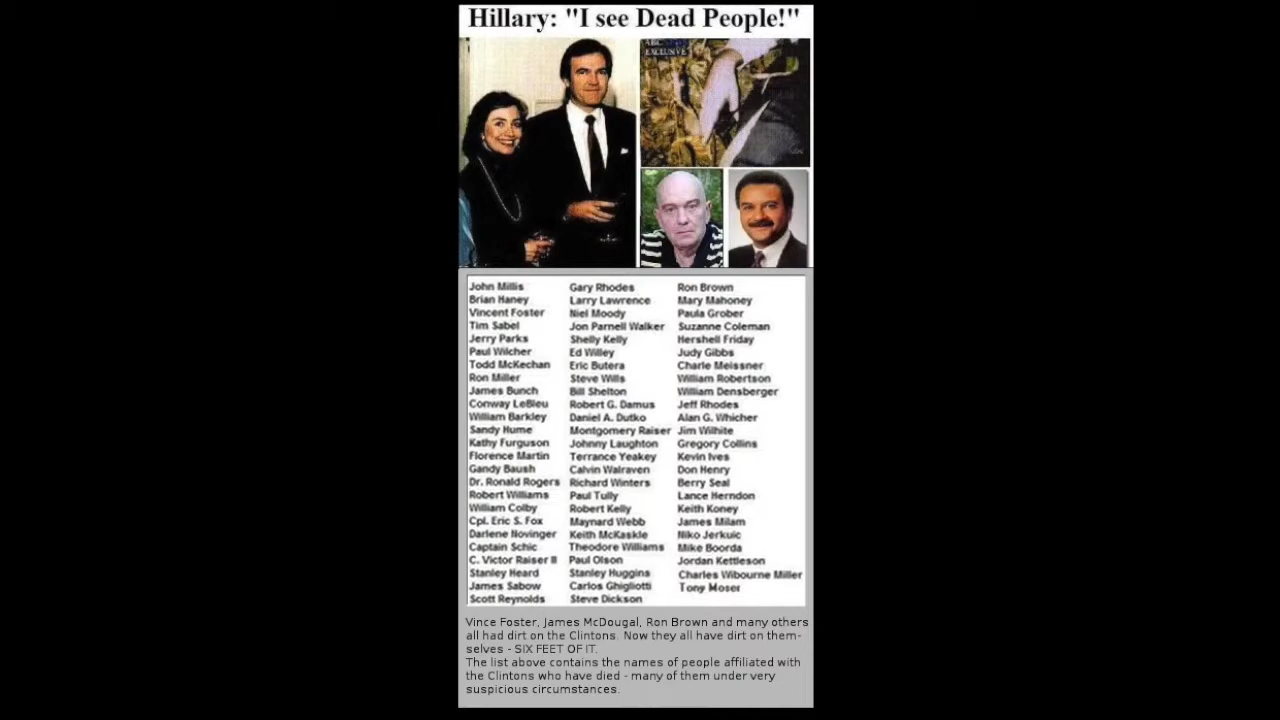 Hillary: "I see Dead People!"
ABC
EXCLUSIVE
John Millis Gary Rhodes Ron Brown
Brian Haney Larry Lawrence Mary Mahoney
Vincent Foster Niel Moody Paula Grober
Tim Sabel Jon Parnell Walker Suzanne Coleman
Jerry Parks Shelly Kelly Hershell Friday
Paul Wilcher Ed Willey Judy Gibbs
Todd McKechan Eric Butera Charle Meissner
Ron Miller Steve Wills William Robertson
James Bunch Bill Shelton William Densberger
Conway LeBleu Robert G. Damus Jeff Rhodes
William Barkley Daniel A. Dutko Alan G. Whicher
Sandy Hume Montgomery Raiser Jim Wilhite
Kathy Furguson Johnny Laughton Gregory Collins
Florence Martin Terrance Yeakey Kevin Ives
Gandy Baush Calvin Walraven Don Henry
Dr. Ronald Rogers Richard Winters Berry Seal
Robert Williams Paul Tully Lance Herndon
William Colby Robert Kelly Keith Koney
Cpl. Eric S. Fox Maynard Webb James Milam
Darlene Novinger Keith McKaskle Niko Jerkuic
Captain Schic Theodore Williams Mike Boorda
C. Victor Raiser II Paul Olson Jordan Kettleson
Stanley Heard Stanley Huggins Charles Wibourne Miller
James Sabow Carlos Ghigliotti Tony Moser
Scott Reynolds Steve Dickson
Vince Foster, James McDougal, Ron Brown and many others
all had dirt on the Clintons. Now they all have dirt on them-
selves - SIX FEET OF IT.
The list above contains the names of people affiliated with
the Clintons who have died - many of them under very
suspicious circumstances.